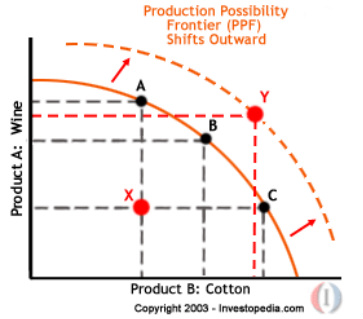 Production Possibility
Frontier (PPF)
Shifts Outward
A
Y
B
X
C
Product A: Wine
Product B: Cotton
Copyright 2003 - Investopedia.com